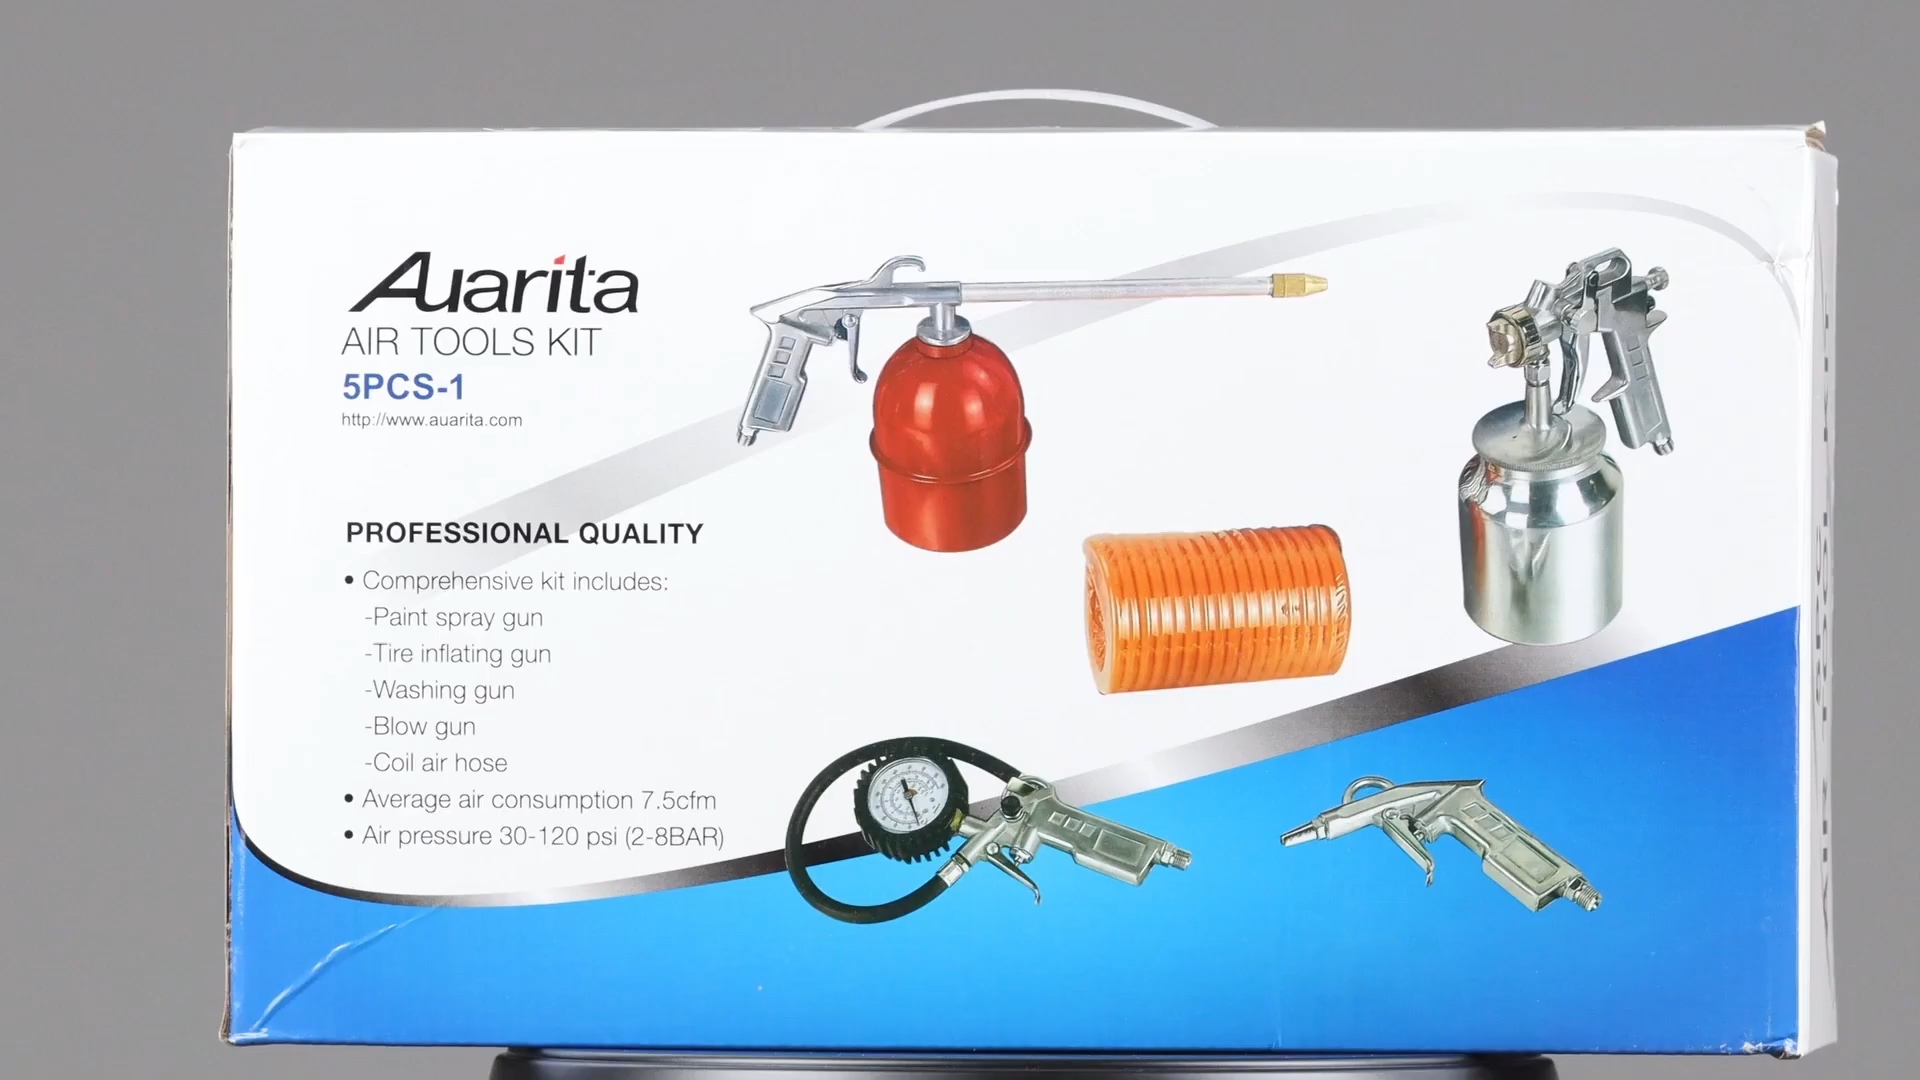 Auarita
AIR TOOLS KIT
5PCS-1
http://www.auarita.com
PROFESSIONAL QUALITY
• Comprehensive kit includes:
-Paint spray gun
-Tire inflating gun
-Washing gun
-Blow gun
-Coil air hose
• Average air consumption 7.5cfm
• Air pressure 30-120 psi (2-8BAR)